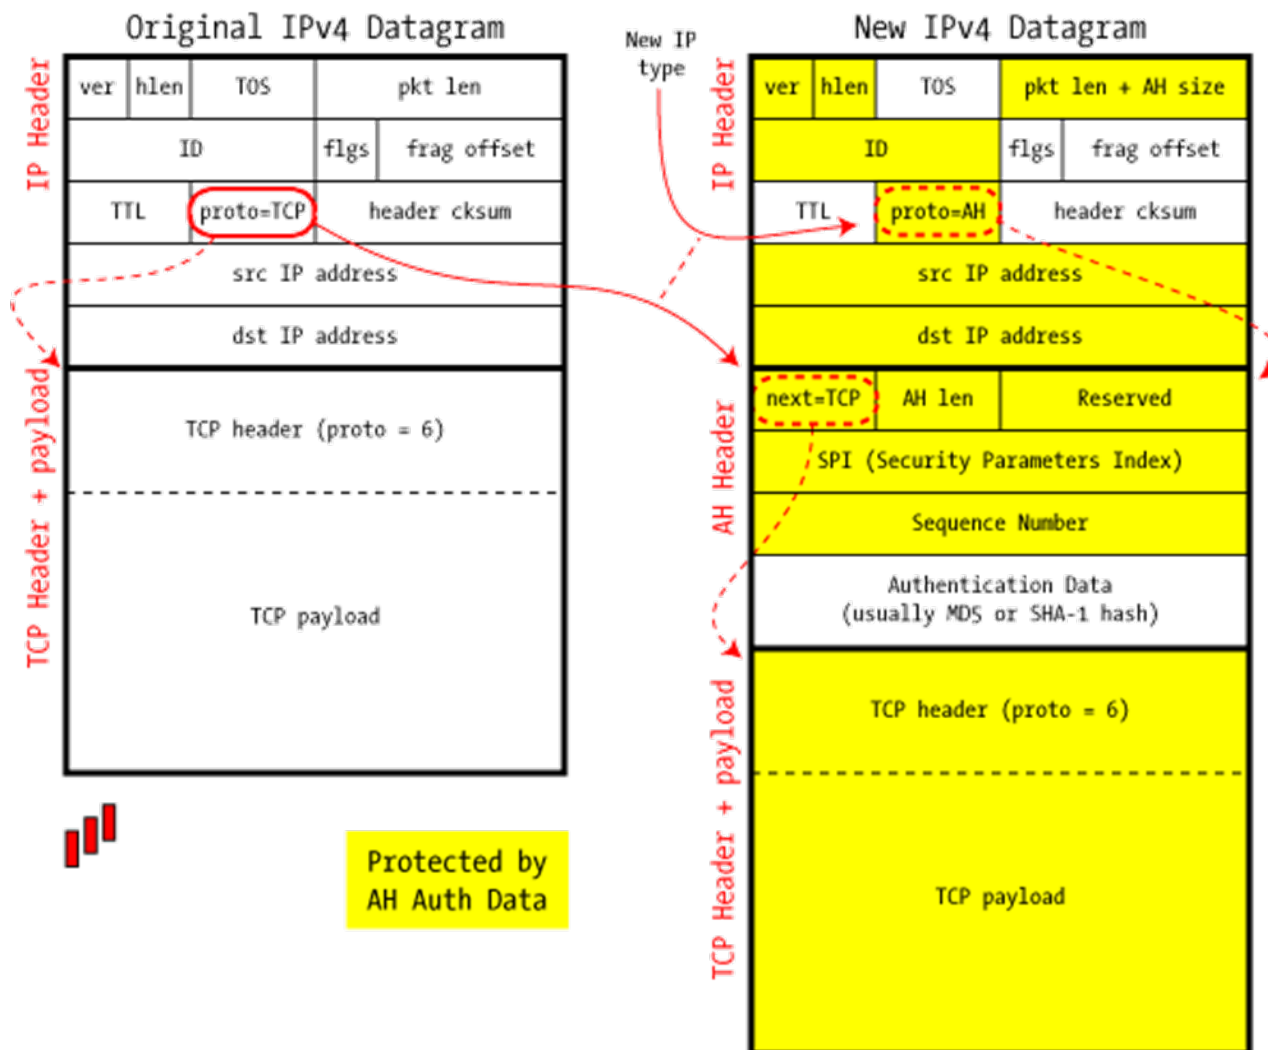 Original IPv4 Datagram
IP Header
ver hlen TOS pkt len
ID flgs frag offset
TTL proto=TCP header cksum
src IP address
dst IP address
TCP Header + payload
TCP header (proto = 6)
TCP payload
Protected by
AH Auth Data
New IP
type
New IPv4 Datagram
IP Header
ver hlen TOS pkt len + AH size
ID flgs frag offset
TTL proto=AH header cksum
src IP address
dst IP address
AH Header
next=TCP AH len Reserved
SPI (Security Parameters Index)
Sequence Number
Authentication Data
(usually MD5 or SHA-1 hash)
TCP Header + payload
TCP header (proto = 6)
TCP payload